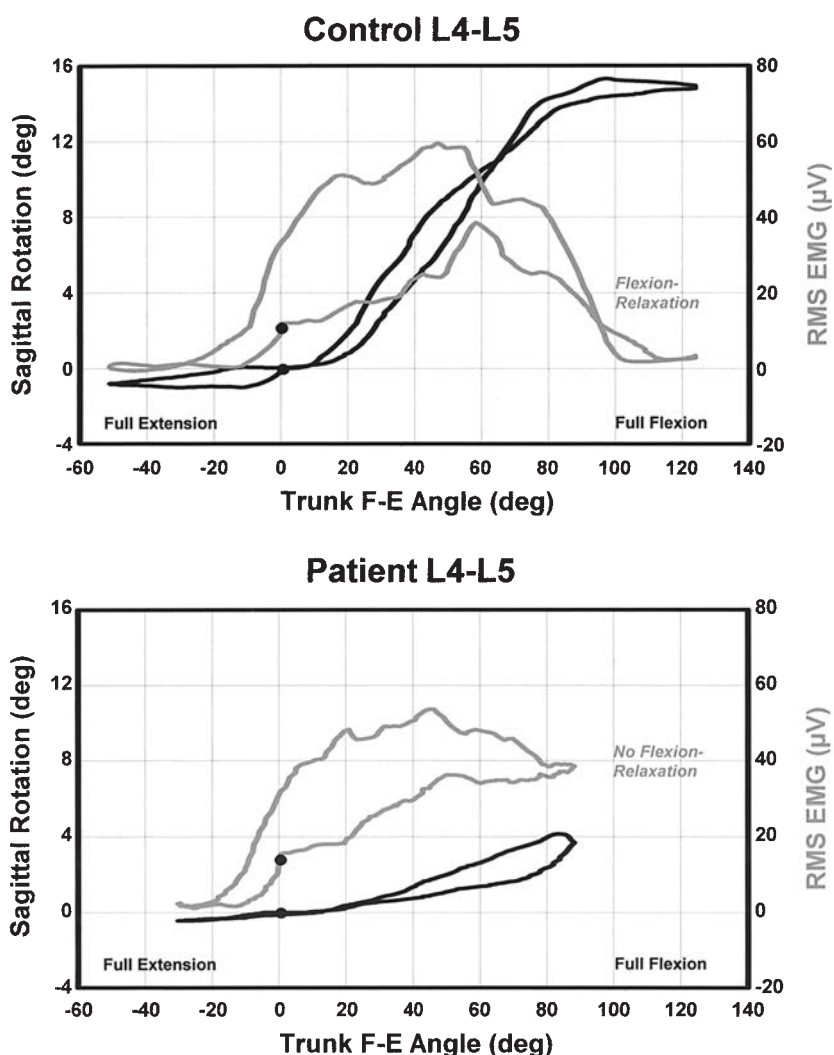 Control L4-L5
16
12
8
4
0
-4
Sagittal Rotation (deg)
80
60
40
20
0
-20
RMS EMG (µV)
Flexion-
Relaxation
Full Extension
Full Flexion
-60 -40 -20 0 20 40 60 80 100 120 140
Trunk F-E Angle (deg)
Patient L4-L5
16
12
8
4
0
-4
Sagittal Rotation (deg)
80
60
40
20
0
-20
RMS EMG (µV)
No Flexion-
Relaxation
Full Extension
Full Flexion
-60 -40 -20 0 20 40 60 80 100 120 140
Trunk F-E Angle (deg)